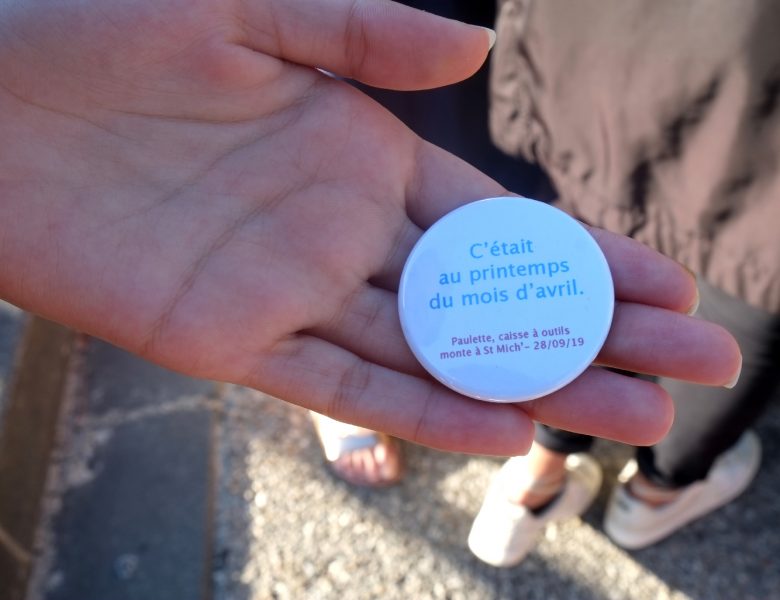 C'était
au printemps
du mois d'avril.
Paulette, caisse à outils
monte à St Mich'- 28/09/19